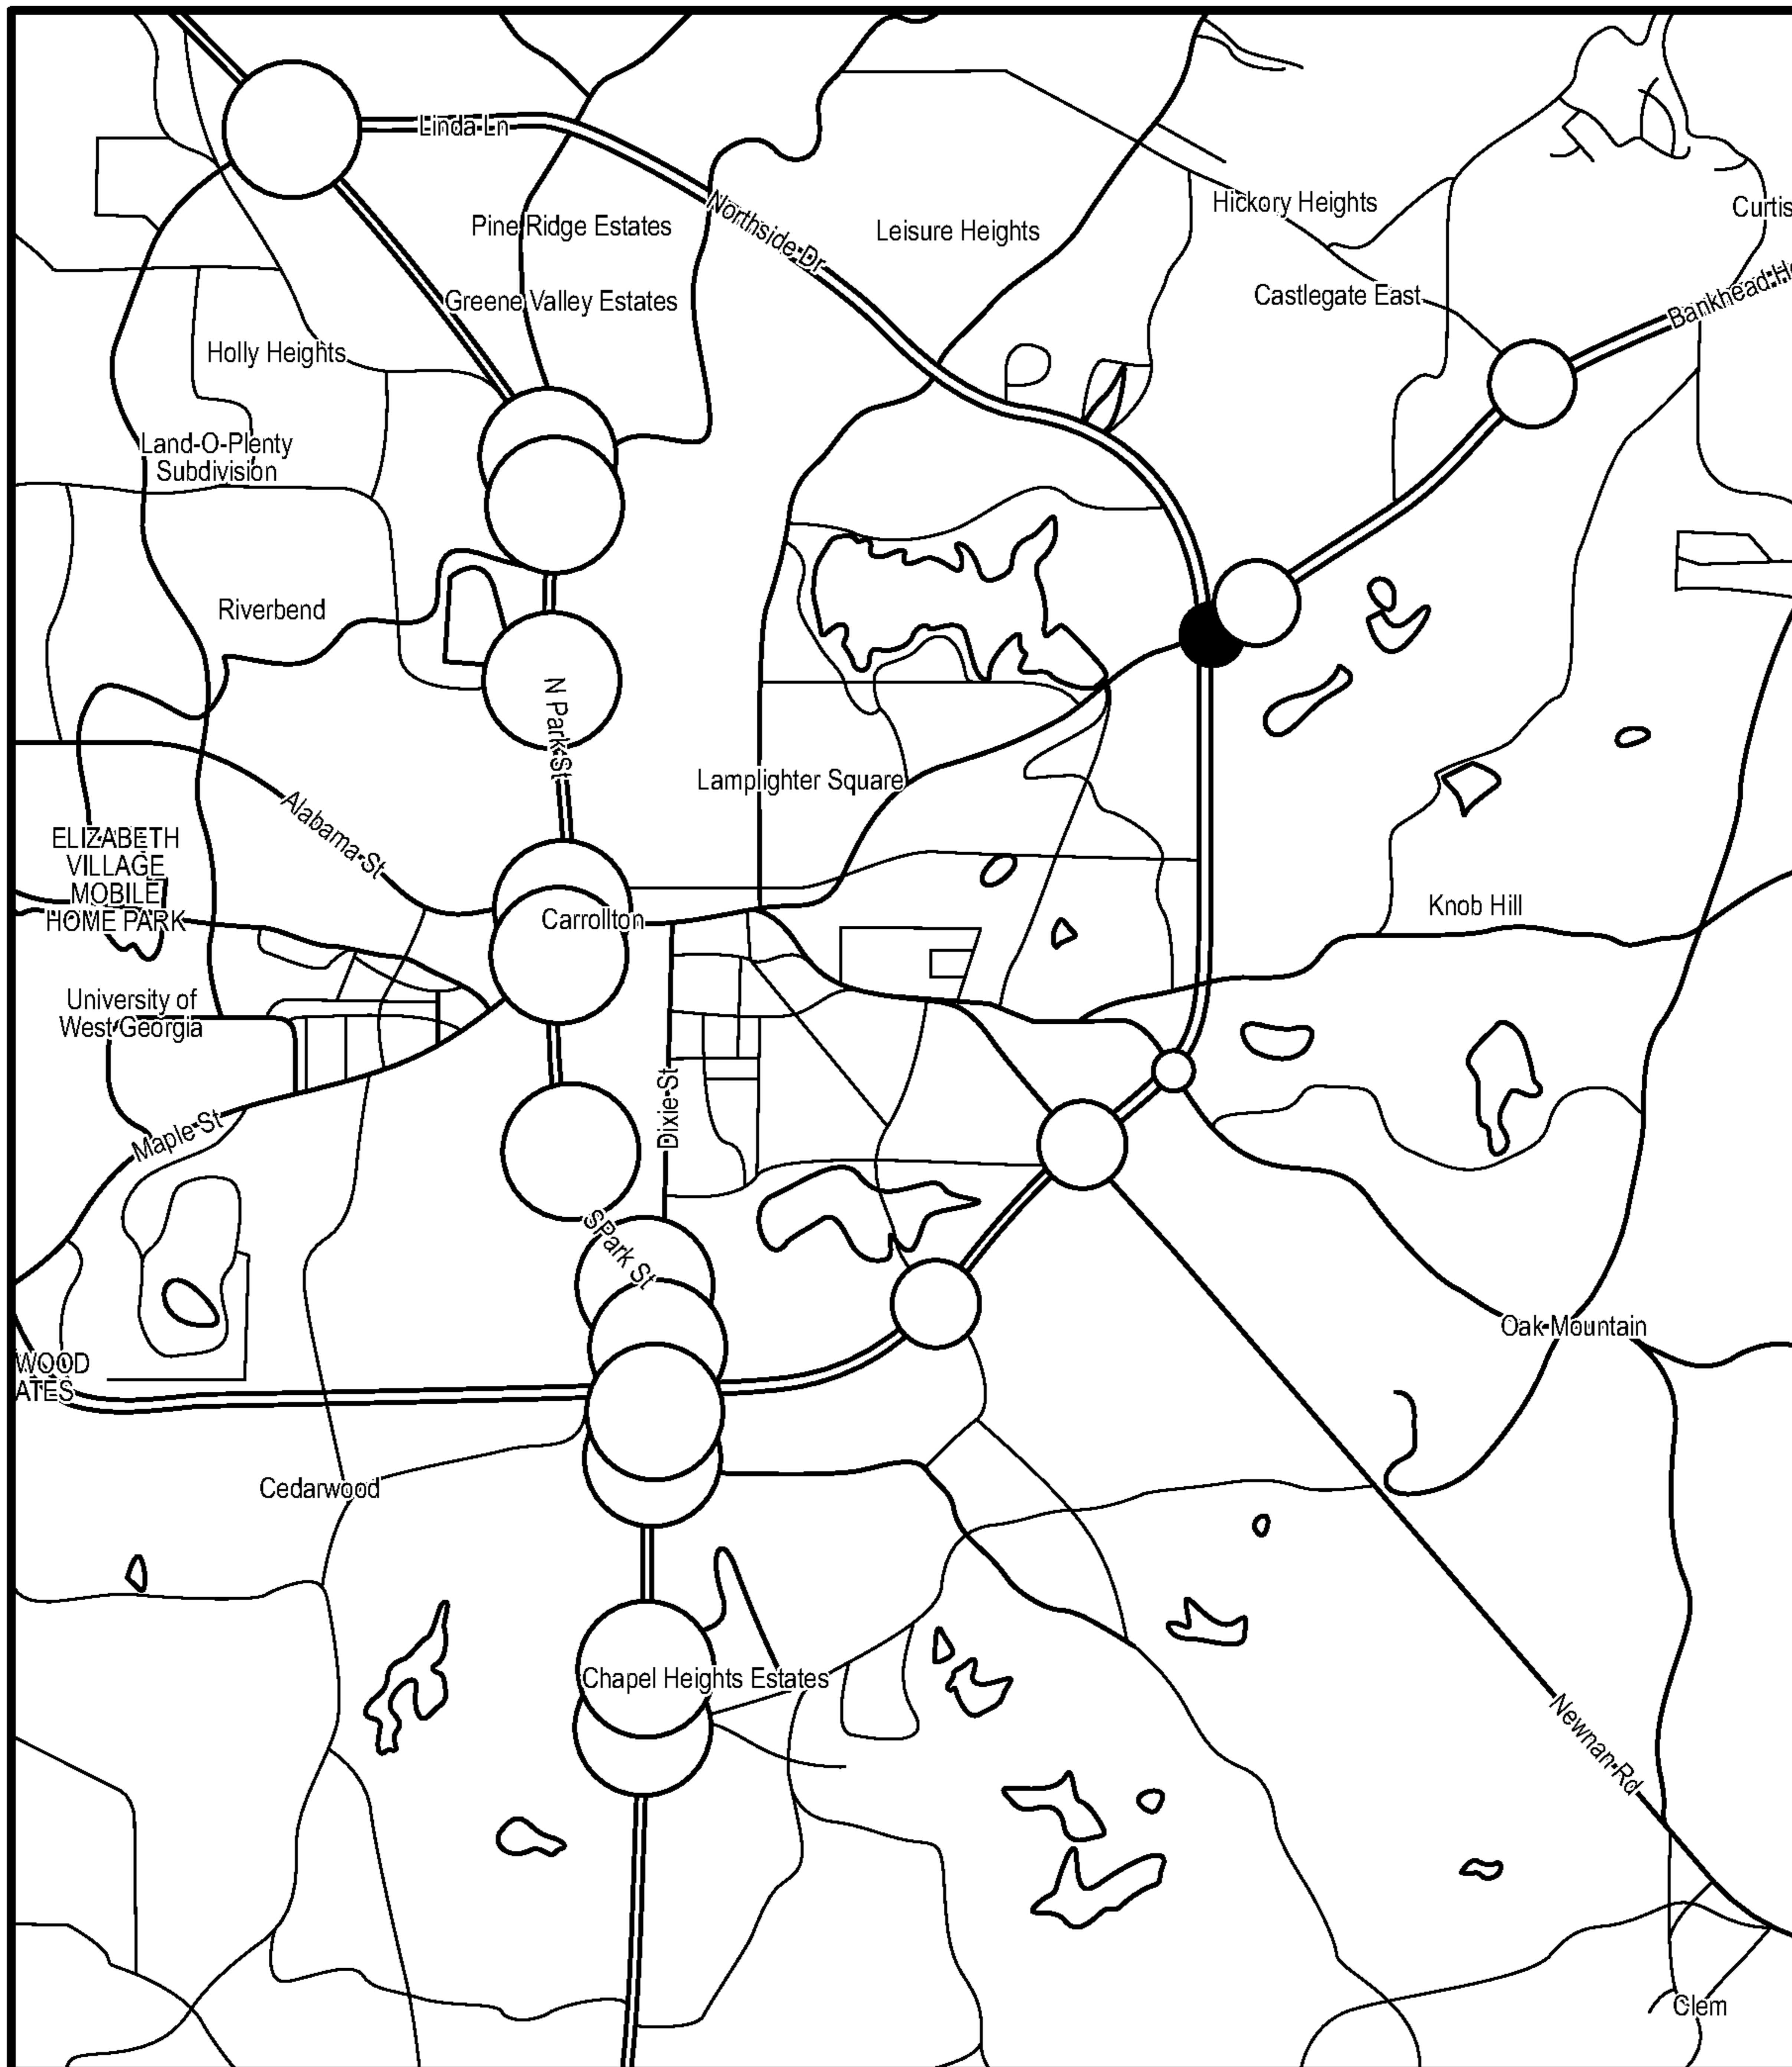 Linda Ln
Northside Dr
Hickory Heights
Curtis
Pine Ridge Estates
Leisure Heights
Castlegate East
Greene Valley Estates
Holly Heights
Land-O-Plenty
Subdivision
Riverbend
N Park St
Lamplighter Square
Alabama St
ELIZABETH
VILLAGE
MOBILE
HOME PARK
Carrollton
Knob Hill
University of
West Georgia
Maple St
Dixie St
S Park St
Oak Mountain
WOOD
ATES
Cedarwood
Chapel Heights Estates
Newnan Rd
Clem